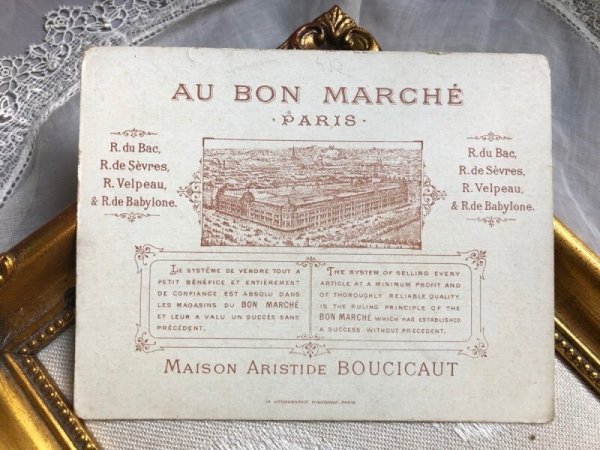 AU BON MARCHÉ
· PARIS ·
R. du Bac,
R. de Sèvres,
R. Velpeau,
& R. de Babylone.
R. du Bac,
R. de Sèvres,
R. Velpeau,
& R. de Babylone.
LE SYSTÈME DE VENDRE TOUT A
PETIT BÉNÉFICE ET ENTIÈREMENT
DE CONFIANCE EST ABSOLU DANS
LES MAGASINS DU BON MARCHÉ
ET LEUR A VALU UN SUCCÈS SANS
PRÉCÉDENT.
THE SYSTEM OF SELLING EVERY
ARTICLE AT A MINIMUM PROFIT AND
OF THOROUGHLY RELIABLE QUALITY,
IS THE RULING PRINCIPLE OF THE
BON MARCHÉ WHICH HAS ESTABLISHED
A SUCCESS WITHOUT PRECEDENT.
MAISON ARISTIDE BOUCICAUT
PARIS